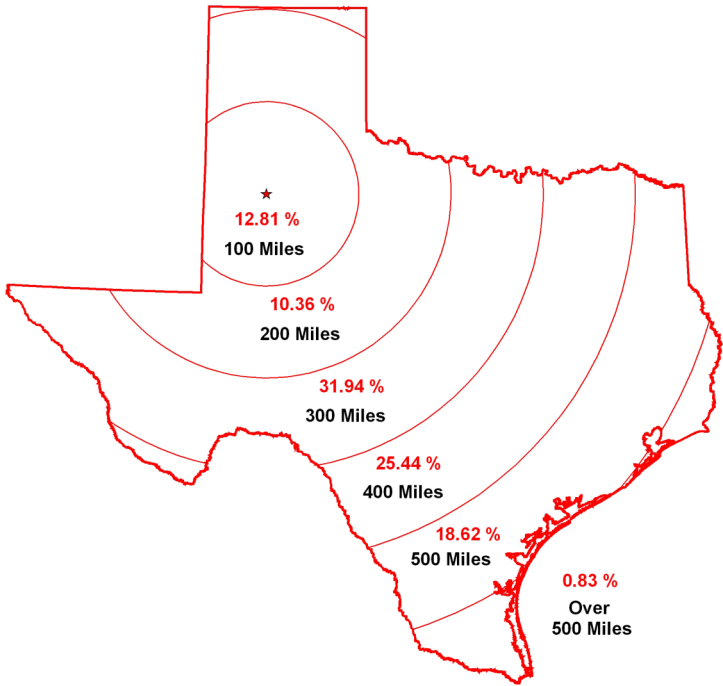 12.81 %
100 Miles
10.36 %
200 Miles
31.94 %
300 Miles
25.44 %
400 Miles
18.62 %
500 Miles
0.83 %
Over
500 Miles